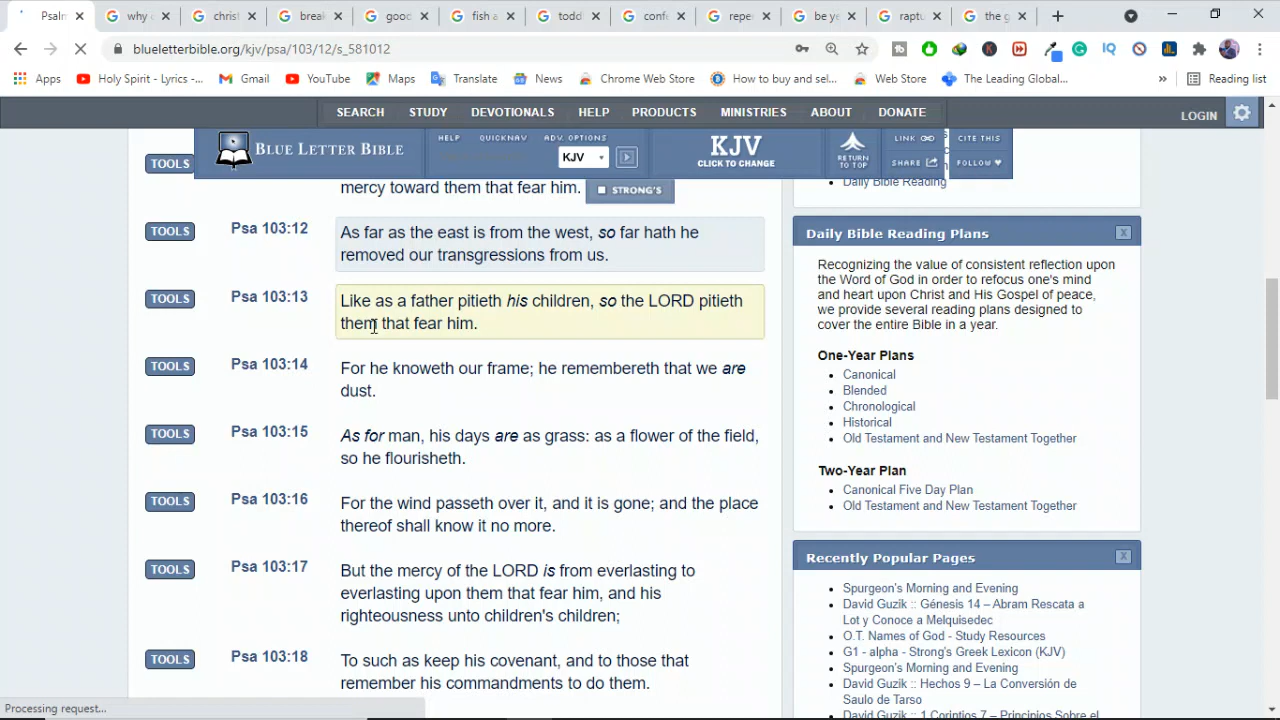 Psalm
why c
christ
break
good
fish a
todd
confe
repe
be ye
raptu
the g
blueletterbible.org/kjv/psa/103/12/s_581012
Apps
Holy Spirit - Lyrics -...
Gmail
YouTube
Maps
Translate
News
Chrome Web Store
How to buy and sel...
Web Store
The Leading Global...
»
Reading list
SEARCH
STUDY
DEVOTIONALS
HELP
PRODUCTS
MINISTRIES
ABOUT
DONATE
LOGIN
BLUE LETTER BIBLE
HELP
QUICKNAV
ADV. OPTIONS
KJV
KJV
CLICK TO CHANGE
RETURN
TO TOP
LINK
CITE THIS
SHARE
FOLLOW
TOOLS
mercy toward them that fear him.
STRONG'S
TOOLS
Psa 103:12
As far as the east is from the west, so far hath he
removed our transgressions from us.
TOOLS
Psa 103:13
Like as a father pitieth his children, so the LORD pitieth
them that fear him.
TOOLS
Psa 103:14
For he knoweth our frame; he remembereth that we are
dust.
TOOLS
Psa 103:15
As for man, his days are as grass: as a flower of the field,
so he flourisheth.
TOOLS
Psa 103:16
For the wind passeth over it, and it is gone; and the place
thereof shall know it no more.
TOOLS
Psa 103:17
But the mercy of the LORD is from everlasting to
everlasting upon them that fear him, and his
righteousness unto children's children;
TOOLS
Psa 103:18
To such as keep his covenant, and to those that
remember his commandments to do them.
Daily Bible Reading
Daily Bible Reading Plans
X
Recognizing the value of consistent reflection upon
the Word of God in order to refocus one's mind
and heart upon Christ and His Gospel of peace,
we provide several reading plans designed to
cover the entire Bible in a year.
One-Year Plans
Canonical
Blended
Chronological
Historical
Old Testament and New Testament Together
Two-Year Plan
Canonical Five Day Plan
Old Testament and New Testament Together
Recently Popular Pages
X
Spurgeon's Morning and Evening
David Guzik :: Génesis 14 – Abram Rescata a
Lot y Conoce a Melquisedec
O.T. Names of God - Study Resources
G1 - alpha - Strong's Greek Lexicon (KJV)
Spurgeon's Morning and Evening
David Guzik :: Hechos 9 – La Conversión de
Saulo de Tarso
David Guzik :: 1 Corintios 7 – Principios Sobre el
Processing request...